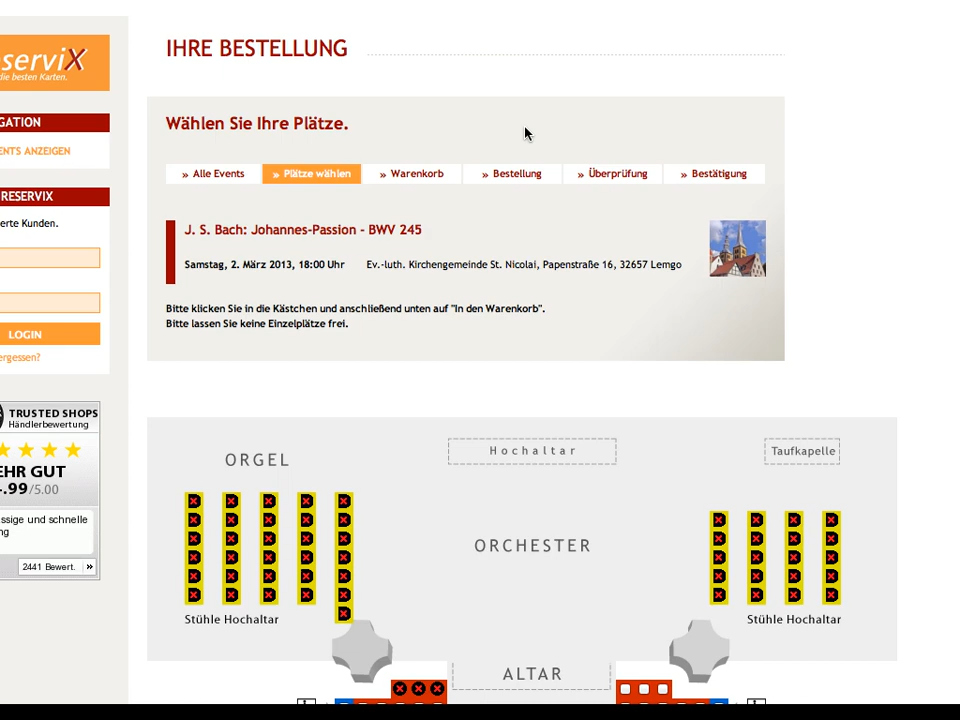 serviX
die besten Karten.
GATION
ENTS ANZEIGEN
RESERVIX
erte Kunden.
LOGIN
ergessen?
TRUSTED SHOPS
Händlerbewertung
EHR GUT
.99/5.00
ssige und schnelle
ng
2441 Bewert. »
IHRE BESTELLUNG
Wählen Sie Ihre Plätze.
» Alle Events » Plätze wählen » Warenkorb » Bestellung » Überprüfung » Bestätigung
J. S. Bach: Johannes-Passion - BWV 245
Samstag, 2. März 2013, 18:00 Uhr Ev.-luth. Kirchengemeinde St. Nicolai, Papenstraße 16, 32657 Lemgo
Bitte klicken Sie in die Kästchen und anschließend unten auf "In den Warenkorb".
Bitte lassen Sie keine Einzelplätze frei.
Hochaltar
Taufkapelle
ORGEL
ORCHESTER
Stühle Hochaltar
Stühle Hochaltar
ALTAR